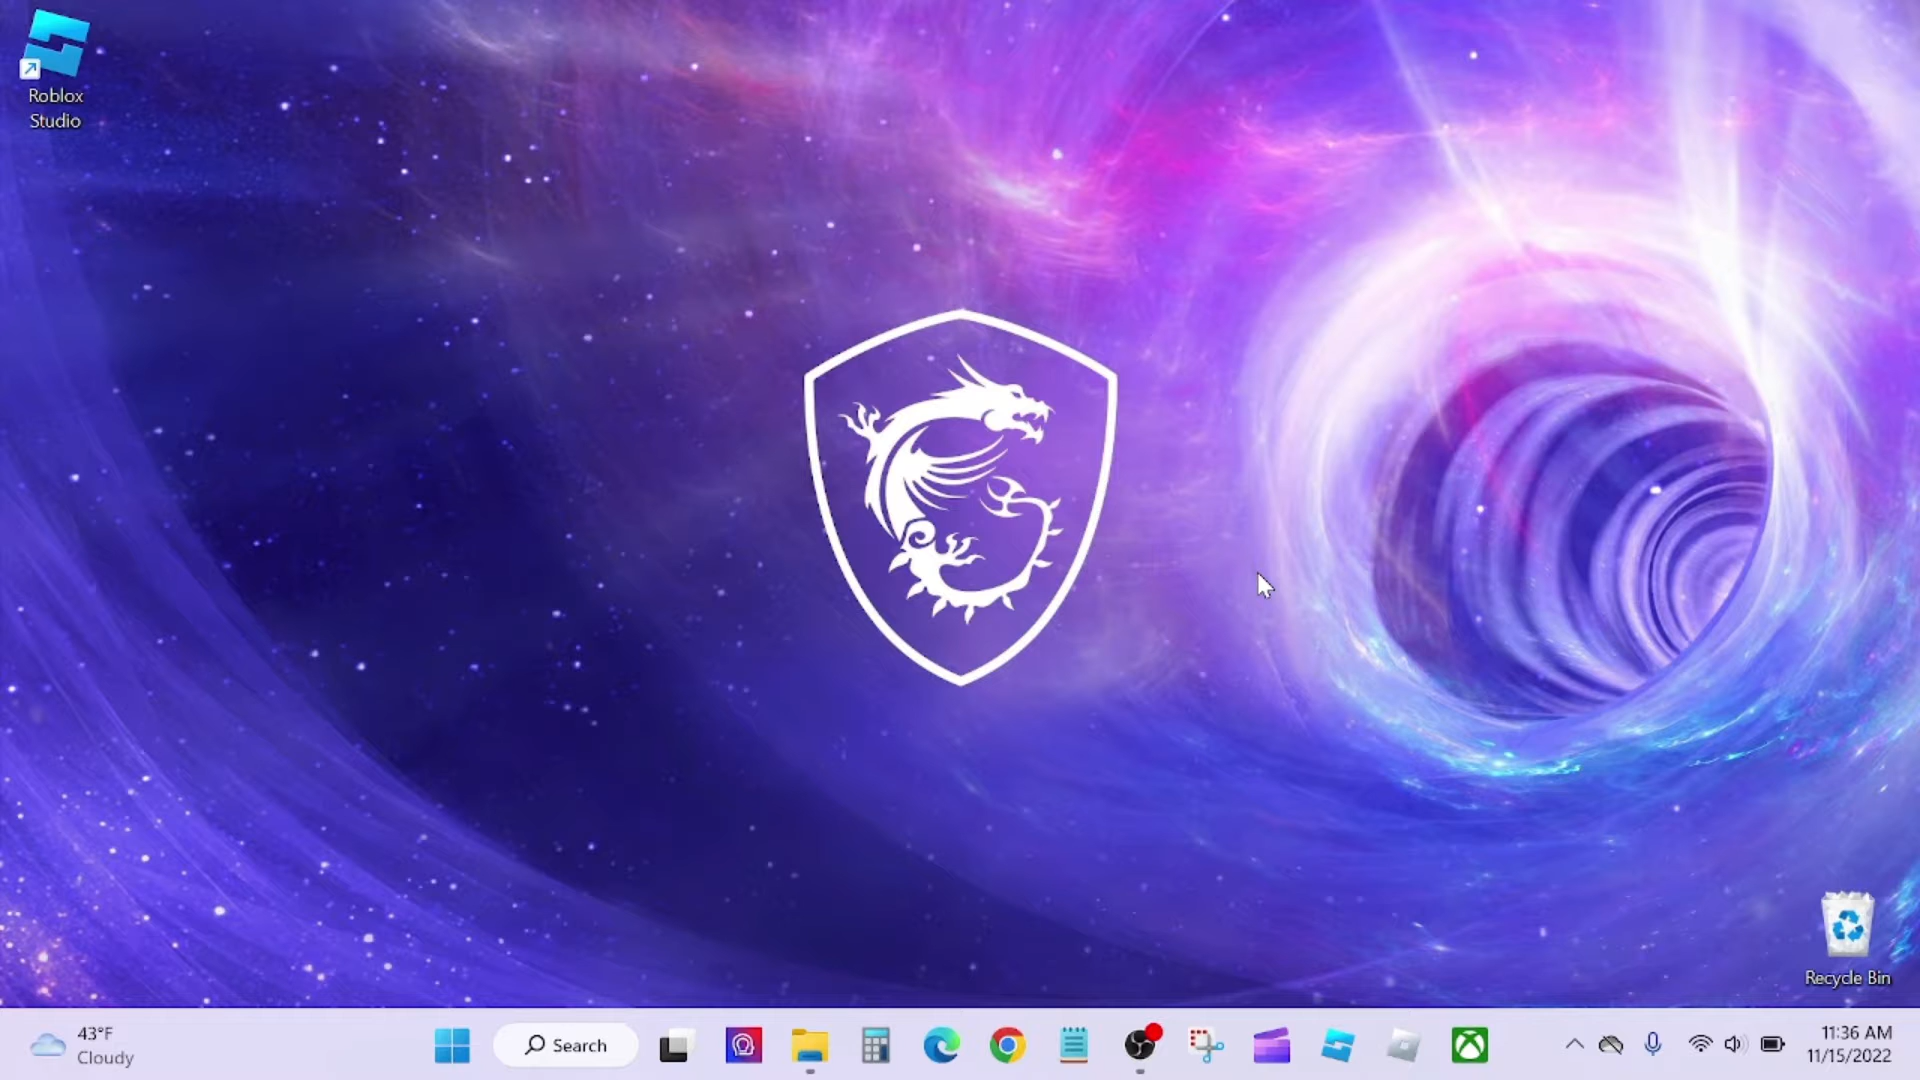 Roblox
Studio
Recycle Bin
43°F
Cloudy
Search
11:36 AM
11/15/2022